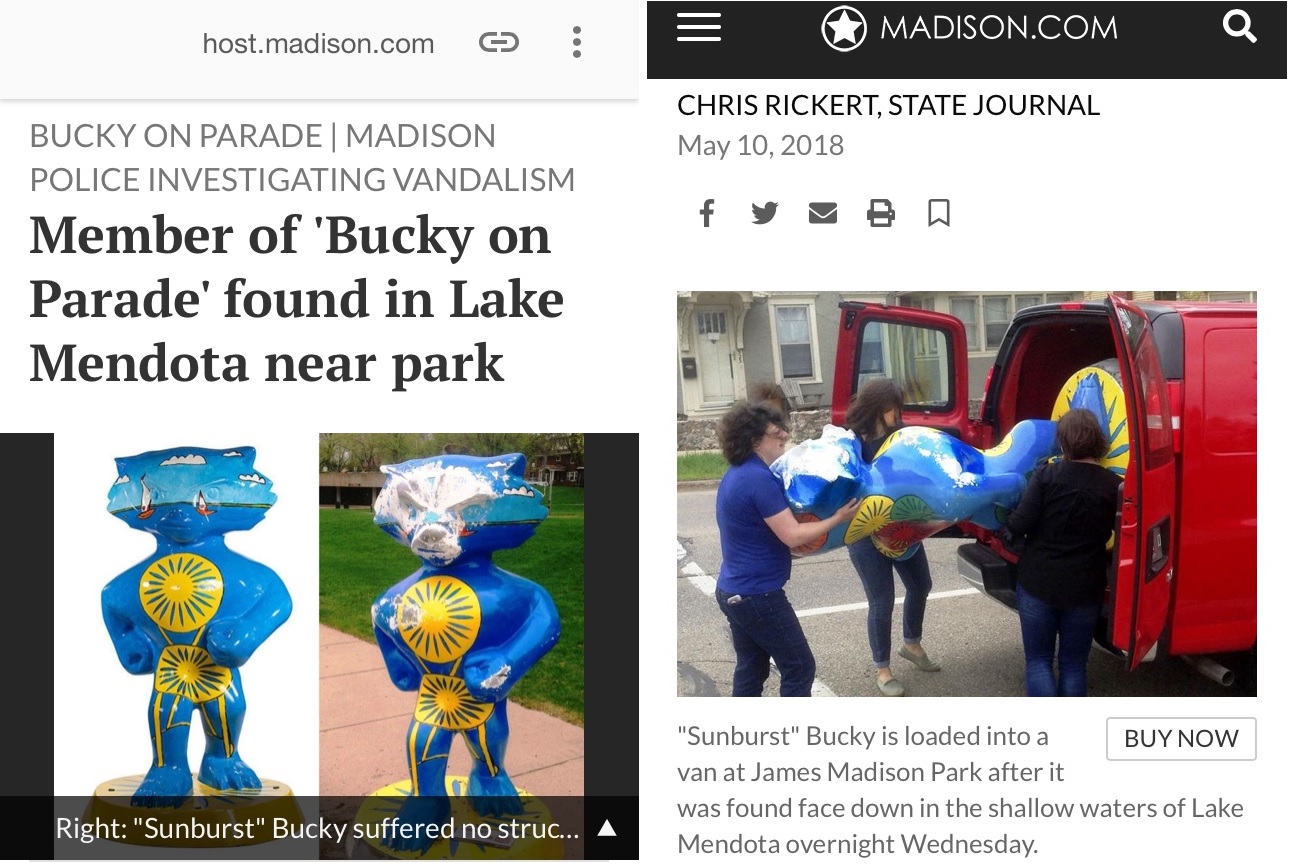 host.madison.com
BUCKY ON PARADE | MADISON
POLICE INVESTIGATING VANDALISM
Member of 'Bucky on
Parade' found in Lake
Mendota near park
Right: "Sunburst" Bucky suffered no struc...
MADISON.COM
CHRIS RICKERT, STATE JOURNAL
May 10, 2018
"Sunburst" Bucky is loaded into a
BUY NOW
van at James Madison Park after it
was found face down in the shallow waters of Lake
Mendota overnight Wednesday.